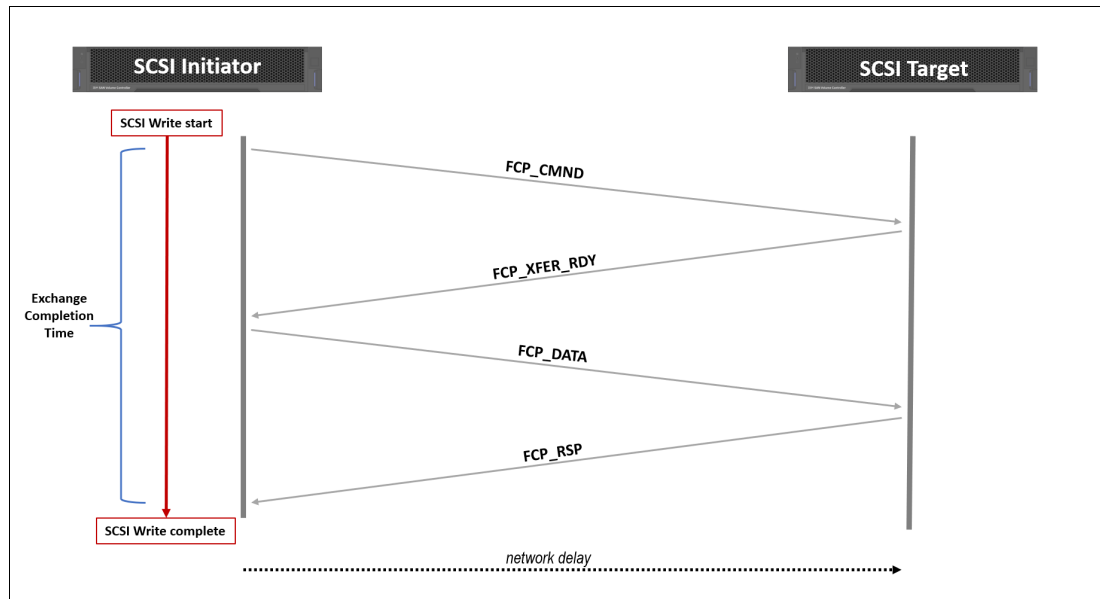 SCSI Initiator
SCSI Target
SCSI Write start
FCP_CMND
FCP_XFER_RDY
Exchange
Completion
Time
FCP_DATA
FCP_RSP
SCSI Write complete
network delay